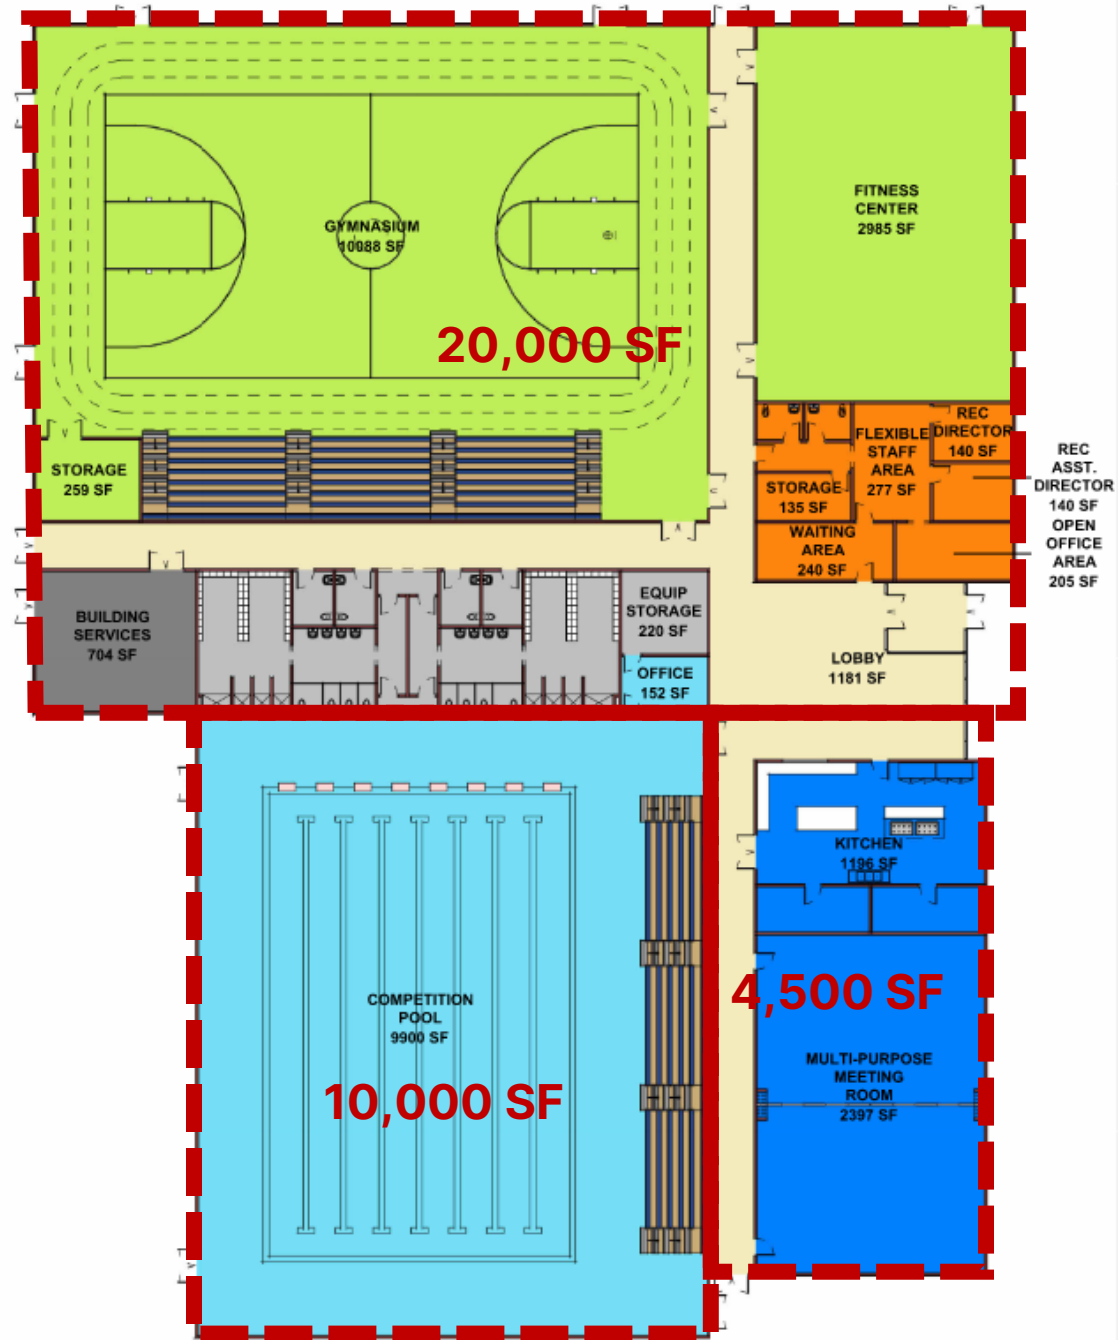 GYMNASIUM
10088 SF
20,000 SF
FITNESS
CENTER
2985 SF
STORAGE
259 SF
REC
DIRECTOR
140 SF
FLEXIBLE
STAFF
AREA
277 SF
STORAGE
135 SF
WAITING
AREA
240 SF
REC
ASST.
DIRECTOR
140 SF
OPEN
OFFICE
AREA
205 SF
BUILDING
SERVICES
704 SF
EQUIP
STORAGE
220 SF
OFFICE
152 SF
LOBBY
1181 SF
KITCHEN
1196 SF
4,500 SF
COMPETITION
POOL
9900 SF
10,000 SF
MULTI-PURPOSE
MEETING
ROOM
2397 SF